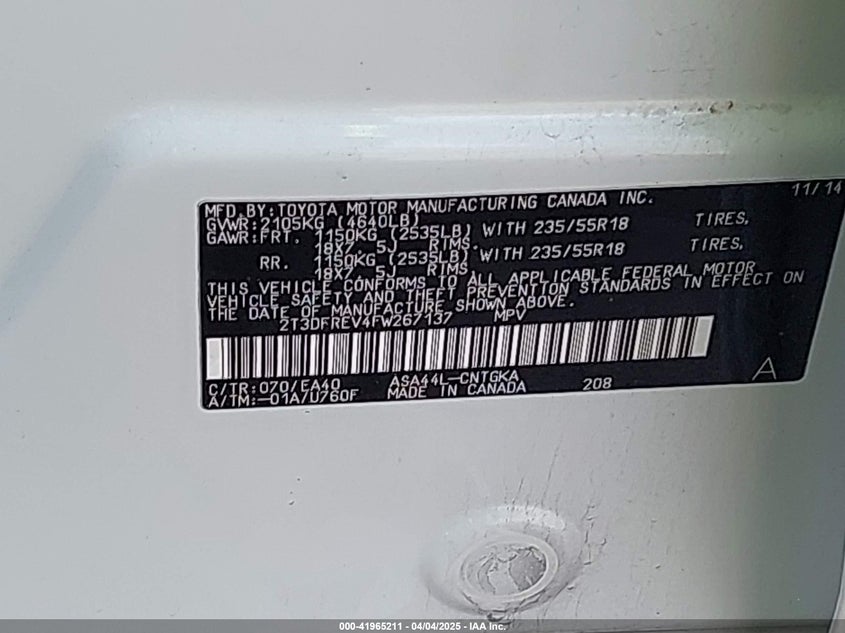 MFD.BY:TOYOTA MOTOR MANUFACTURING CANADA INC. 11/14
GVWR:2105KG (4640LB)
GAWR:FRT. 1150KG (2535LB) WITH 235/55R18 TIRES,
18X7.5J RIMS.
RR. 1150KG (2535LB) WITH 235/55R18 TIRES,
18X7.5J RIMS.
THIS VEHICLE CONFORMS TO ALL APPLICABLE FEDERAL MOTOR
VEHICLE SAFETY AND THEFT PREVENTION STANDARDS IN EFFECT ON
THE DATE OF MANUFACTURE SHOWN ABOVE.
2T3DFREV4FW267137 MPV
C/TR:070/EA40 ASA44L-CNTGKA 208 A
A/TM:-01A/U760F MADE IN CANADA
000-41965211 - 04/04/2025 - IAA Inc.